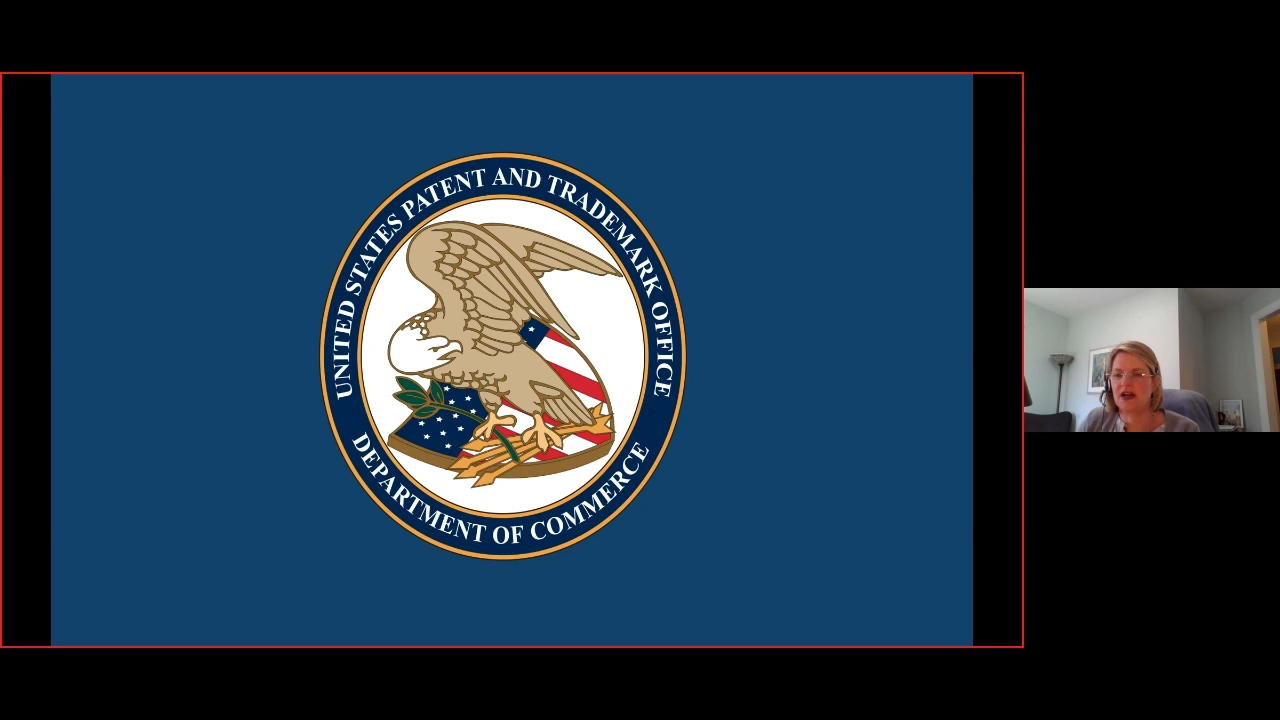 UNITED STATES PATENT AND TRADEMARK OFFICE
DEPARTMENT OF COMMERCE